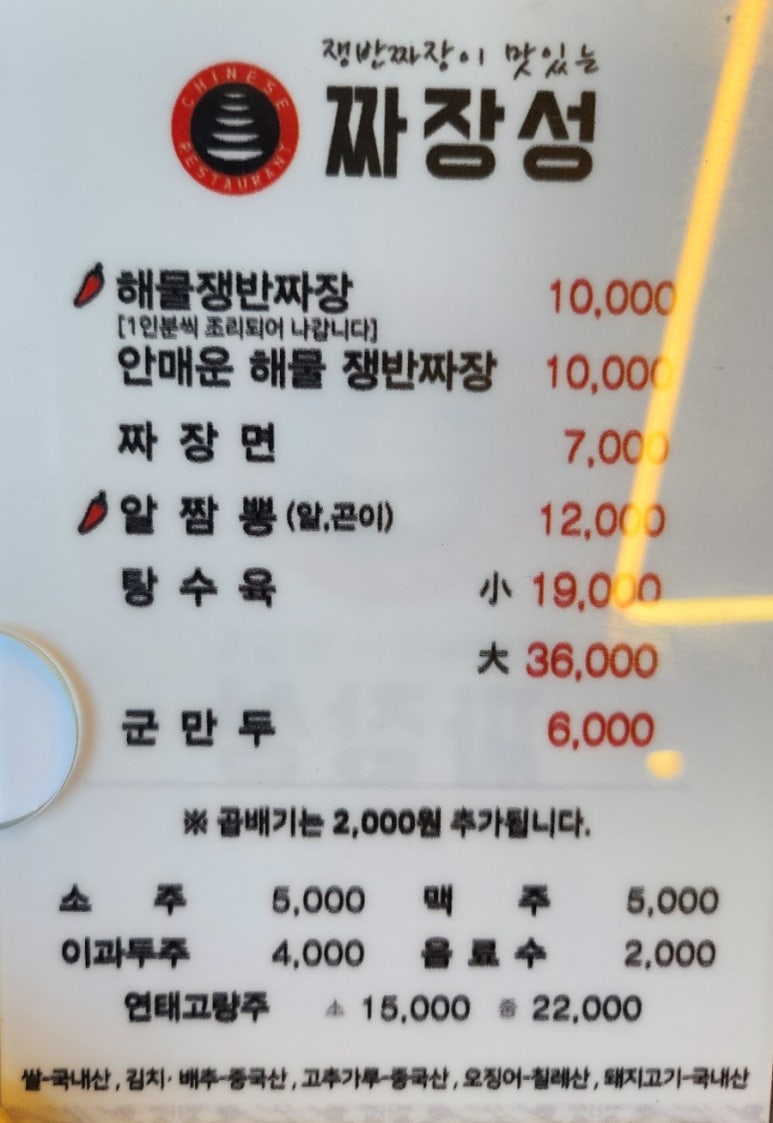 쟁반짜장이 맛있는
CHINESE RESTAURANT
짜장성
해물쟁반짜장 10,000
[1인분씩 조리되어 나갑니다]
안매운 해물 쟁반짜장 10,000
짜장면 7,000
알짬뽕 (알,곤이) 12,000
탕수육 小 19,000
大 36,000
군만두 6,000
※ 곱배기는 2,000원 추가됩니다.
소주 5,000 맥주 5,000
이과두주 4,000 음료수 2,000
연태고량주 小 15,000 中 22,000
쌀-국내산, 김치· 배추-중국산, 고추가루-중국산, 오징어-칠레산, 돼지고기-국내산